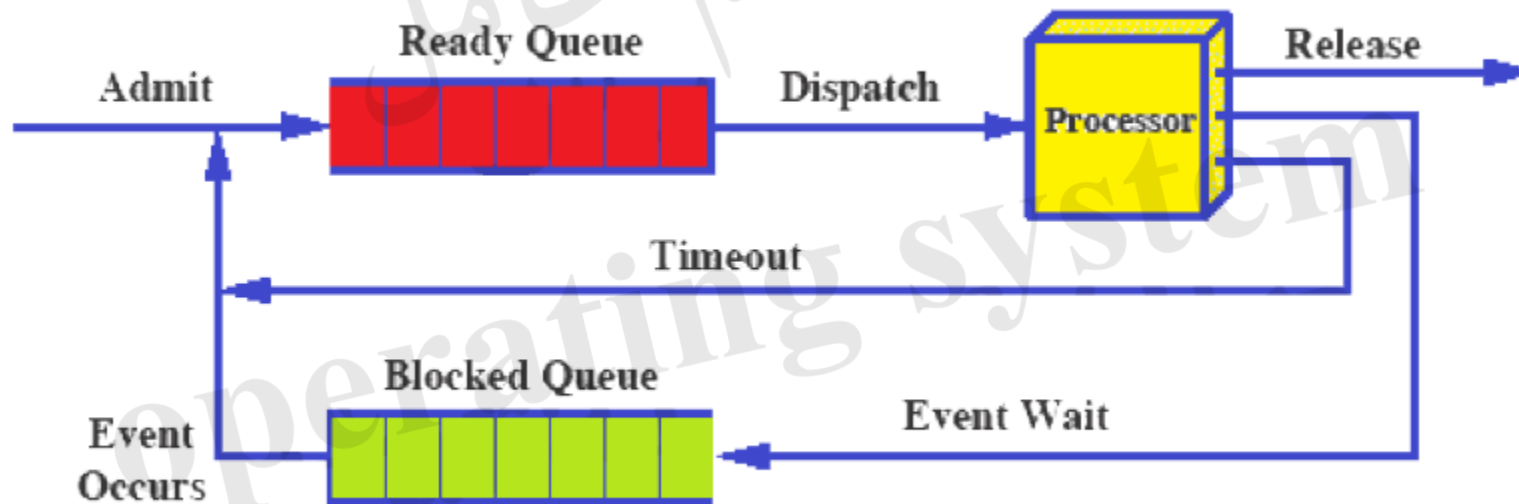 Ready Queue
Release
Admit
Dispatch
Processor
Timeout
Blocked Queue
Event Wait
Event
Occurs
operating system